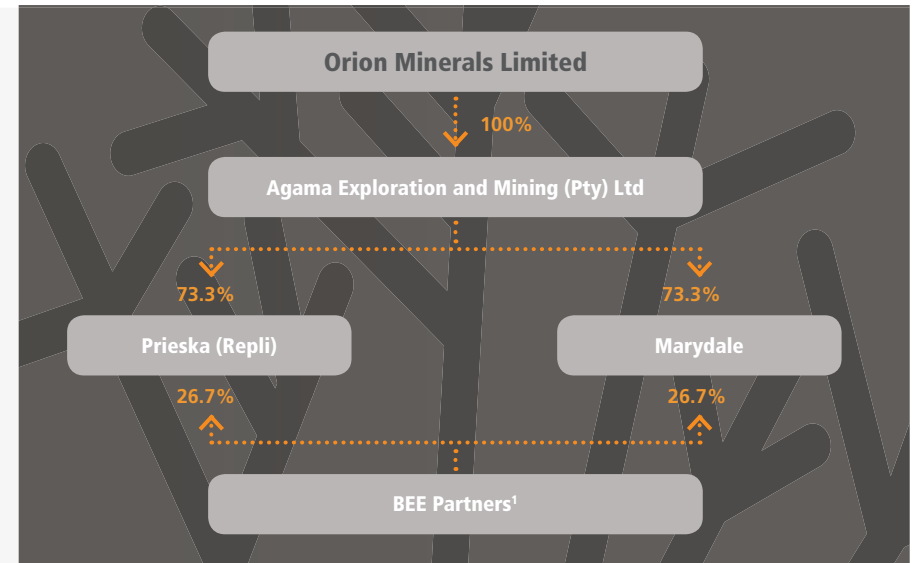 Orion Minerals Limited
100%
Agama Exploration and Mining (Pty) Ltd
73.3% 73.3%
Prieska (Repli) Marydale
26.7% 26.7%
BEE Partners¹